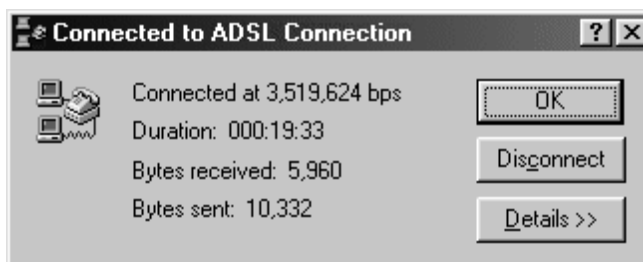 Connected to ADSL Connection
Connected at 3,519,624 bps
Duration: 000:19:33
Bytes received: 5,960
Bytes sent: 10,332
OK
Disconnect
Details >>